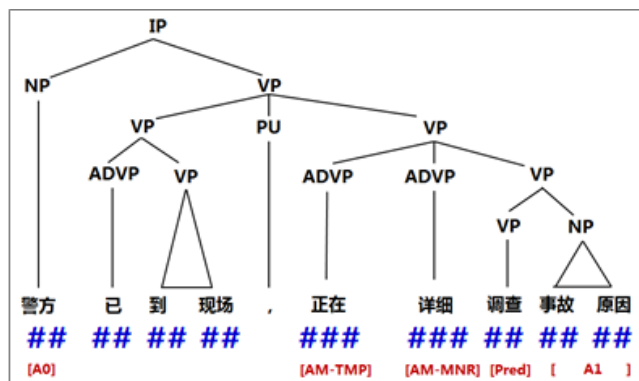 IP
NP VP
VP PU VP
ADVP VP ADVP ADVP VP
VP NP
警方 已 到 现场 , 正在 详细 调查 事故 原因
## ## ## ## ### ### ## ## ##
[A0] [AM-TMP] [AM-MNR] [Pred] [ A1 ]